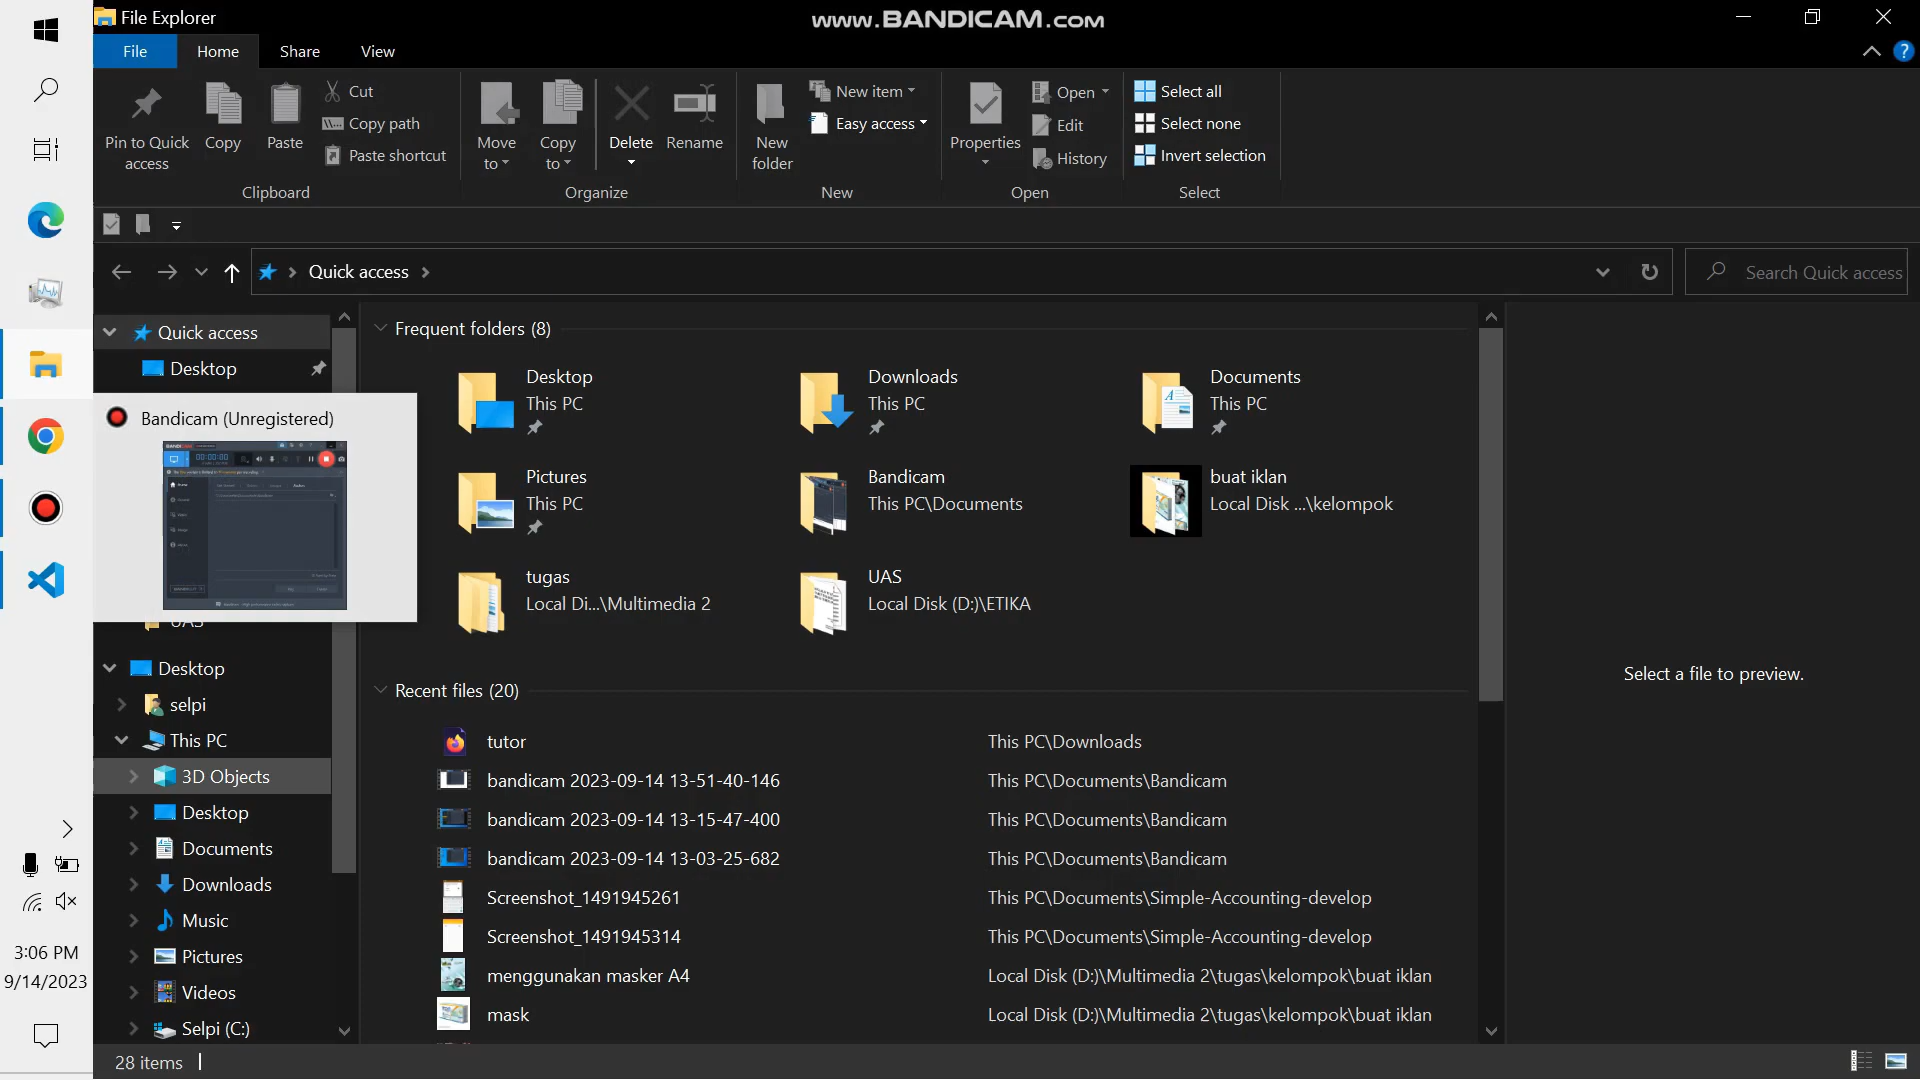 File Explorer
www.BANDICAM.com
File
Home
Share
View
Pin to Quick access
Copy
Paste
Cut
Copy path
Paste shortcut
Clipboard
Move to
Copy to
Delete
Rename
Organize
New folder
New item
Easy access
New
Properties
Open
Edit
History
Open
Select all
Select none
Invert selection
Select
Quick access
Search Quick access
Quick access
Desktop
Bandicam (Unregistered)
UAS
Desktop
selpi
This PC
3D Objects
Desktop
Documents
Downloads
Music
Pictures
Videos
Selpi (C:)
Frequent folders (8)
Desktop
This PC
Downloads
This PC
Documents
This PC
Pictures
This PC
Bandicam
This PC\Documents
buat iklan
Local Disk ...\kelompok
tugas
Local Di...\Multimedia 2
UAS
Local Disk (D:)\ETIKA
Recent files (20)
tutor This PC\Downloads
bandicam 2023-09-14 13-51-40-146 This PC\Documents\Bandicam
bandicam 2023-09-14 13-15-47-400 This PC\Documents\Bandicam
bandicam 2023-09-14 13-03-25-682 This PC\Documents\Bandicam
Screenshot_1491945261 This PC\Documents\Simple-Accounting-develop
Screenshot_1491945314 This PC\Documents\Simple-Accounting-develop
menggunakan masker A4 Local Disk (D:)\Multimedia 2\tugas\kelompok\buat iklan
mask Local Disk (D:)\Multimedia 2\tugas\kelompok\buat iklan
Select a file to preview.
3:06 PM
9/14/2023
28 items